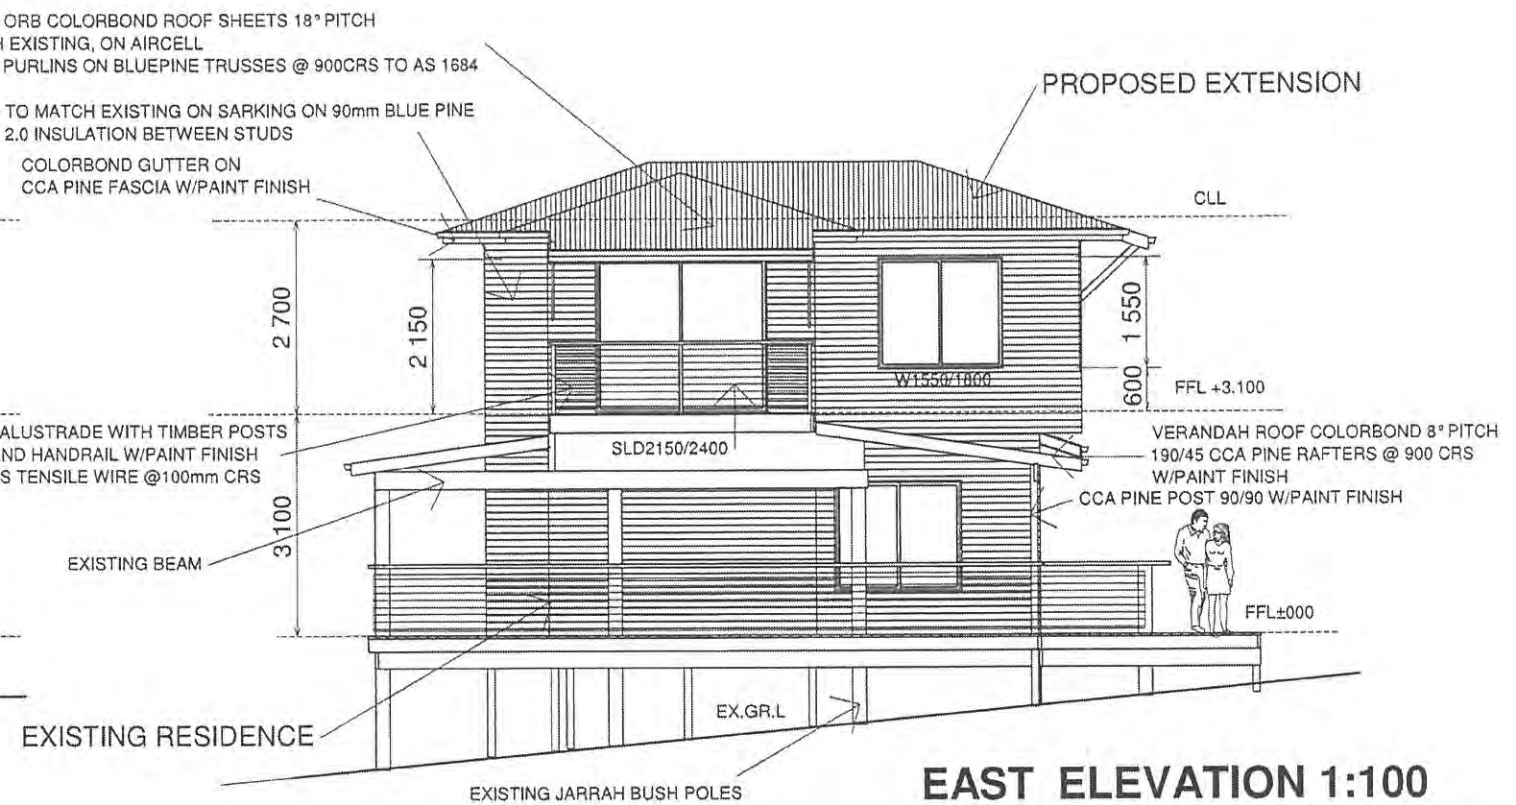 ORB COLORBOND ROOF SHEETS 18° PITCH
EXISTING, ON AIRCELL
PURLINS ON BLUEPINE TRUSSES @ 900CRS TO AS 1684
TO MATCH EXISTING ON SARKING ON 90mm BLUE PINE
2.0 INSULATION BETWEEN STUDS
COLORBOND GUTTER ON
CCA PINE FASCIA W/PAINT FINISH
PROPOSED EXTENSION
CLL
2 700
2 150
1 550
600
W1550/1800
FFL +3.100
ALUSTRADE WITH TIMBER POSTS
ND HANDRAIL W/PAINT FINISH
S TENSILE WIRE @100mm CRS
SLD2150/2400
VERANDAH ROOF COLORBOND 8° PITCH
190/45 CCA PINE RAFTERS @ 900 CRS
W/PAINT FINISH
CCA PINE POST 90/90 W/PAINT FINISH
3 100
EXISTING BEAM
FFL±000
EXISTING RESIDENCE
EX.GR.L
EXISTING JARRAH BUSH POLES
EAST ELEVATION 1:100